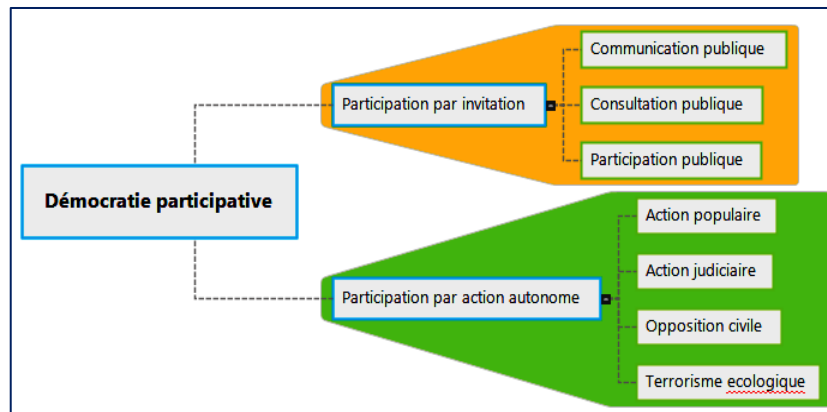 Démocratie participative
Participation par invitation
Communication publique
Consultation publique
Participation publique
Participation par action autonome
Action populaire
Action judiciaire
Opposition civile
Terrorisme ecologique